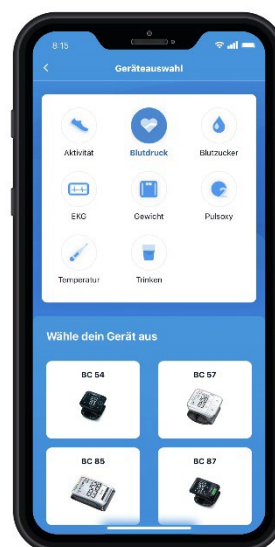 8:15
Geräteauswahl
Aktivität Blutdruck Blutzucker
EKG Gewicht Pulsoxy
Temperatur Trinken
Wähle dein Gerät aus
BC 54 BC 57
BC 85 BC 87